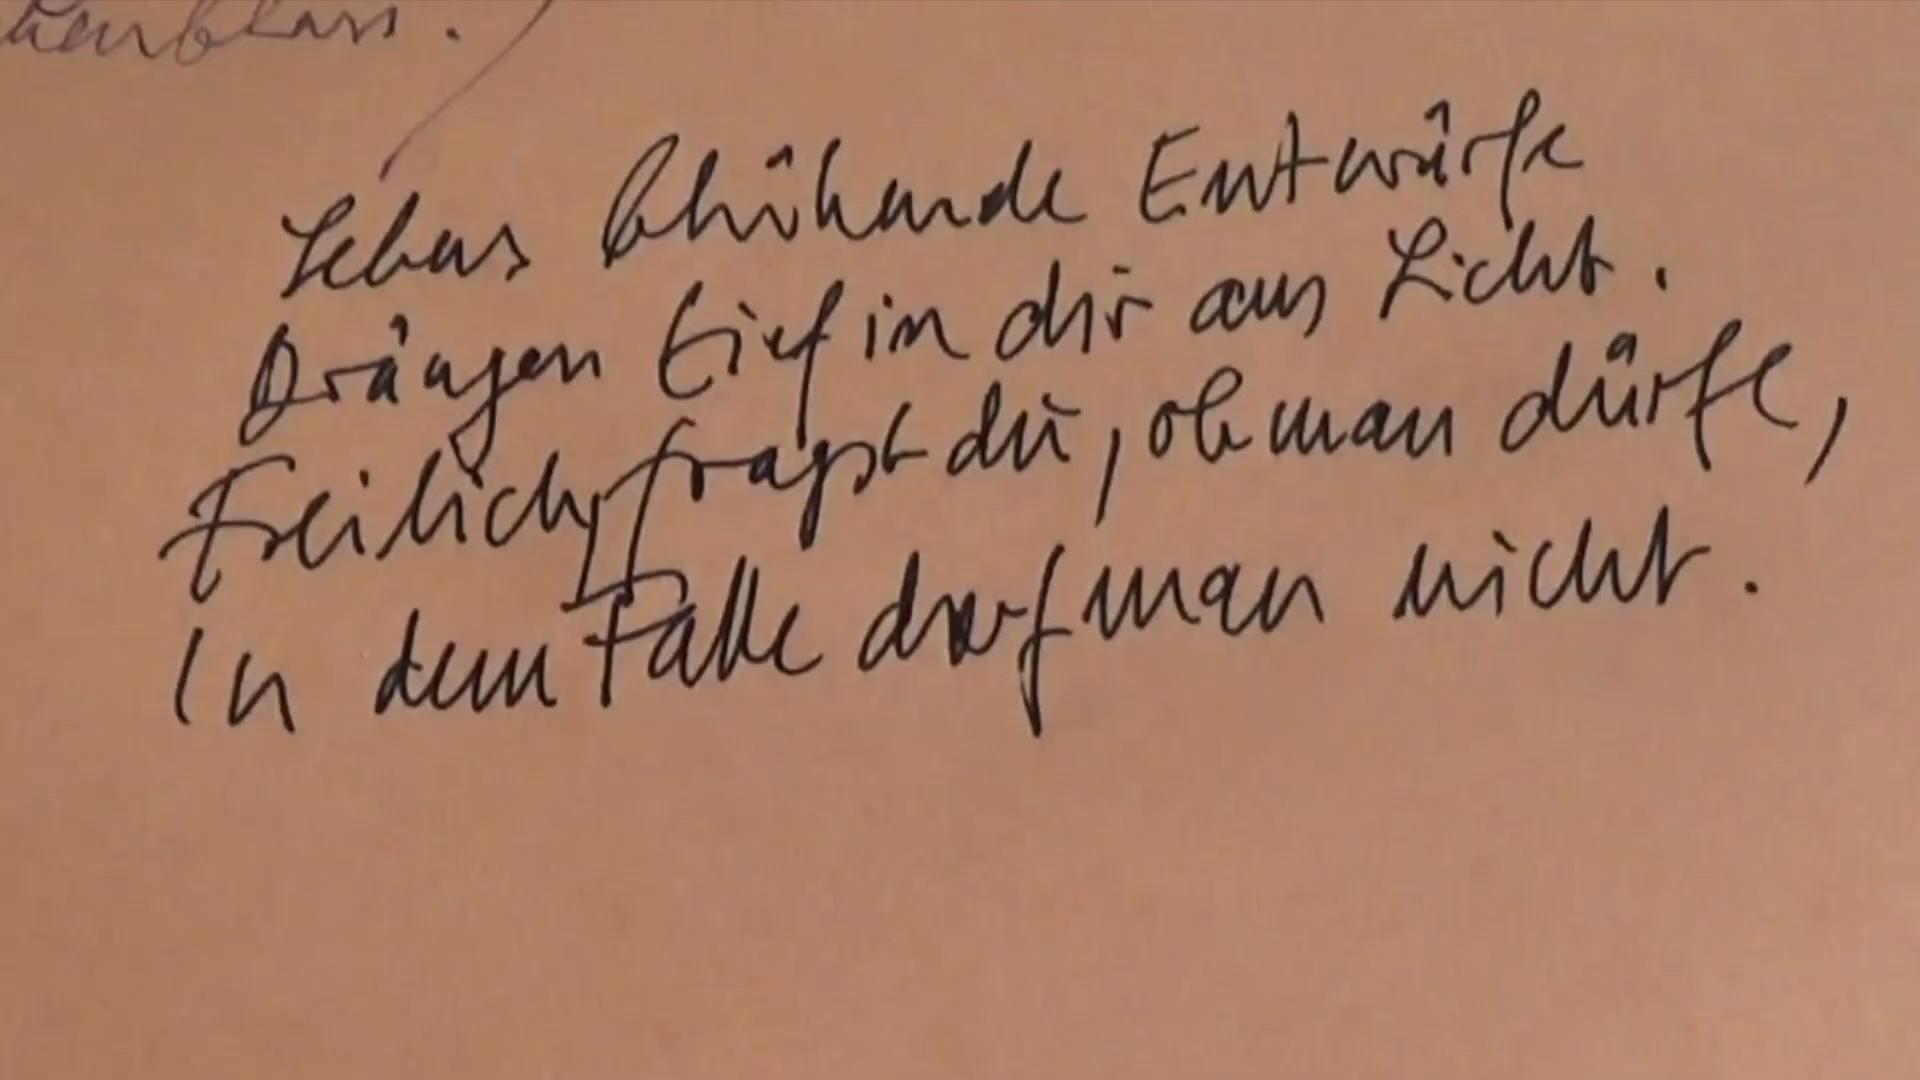 Lebens blühende Entwürfe
Drängen tief in dir ans Licht.
Freilich, fragst du, ob man dürfe,
In dem Falle darf man nicht.